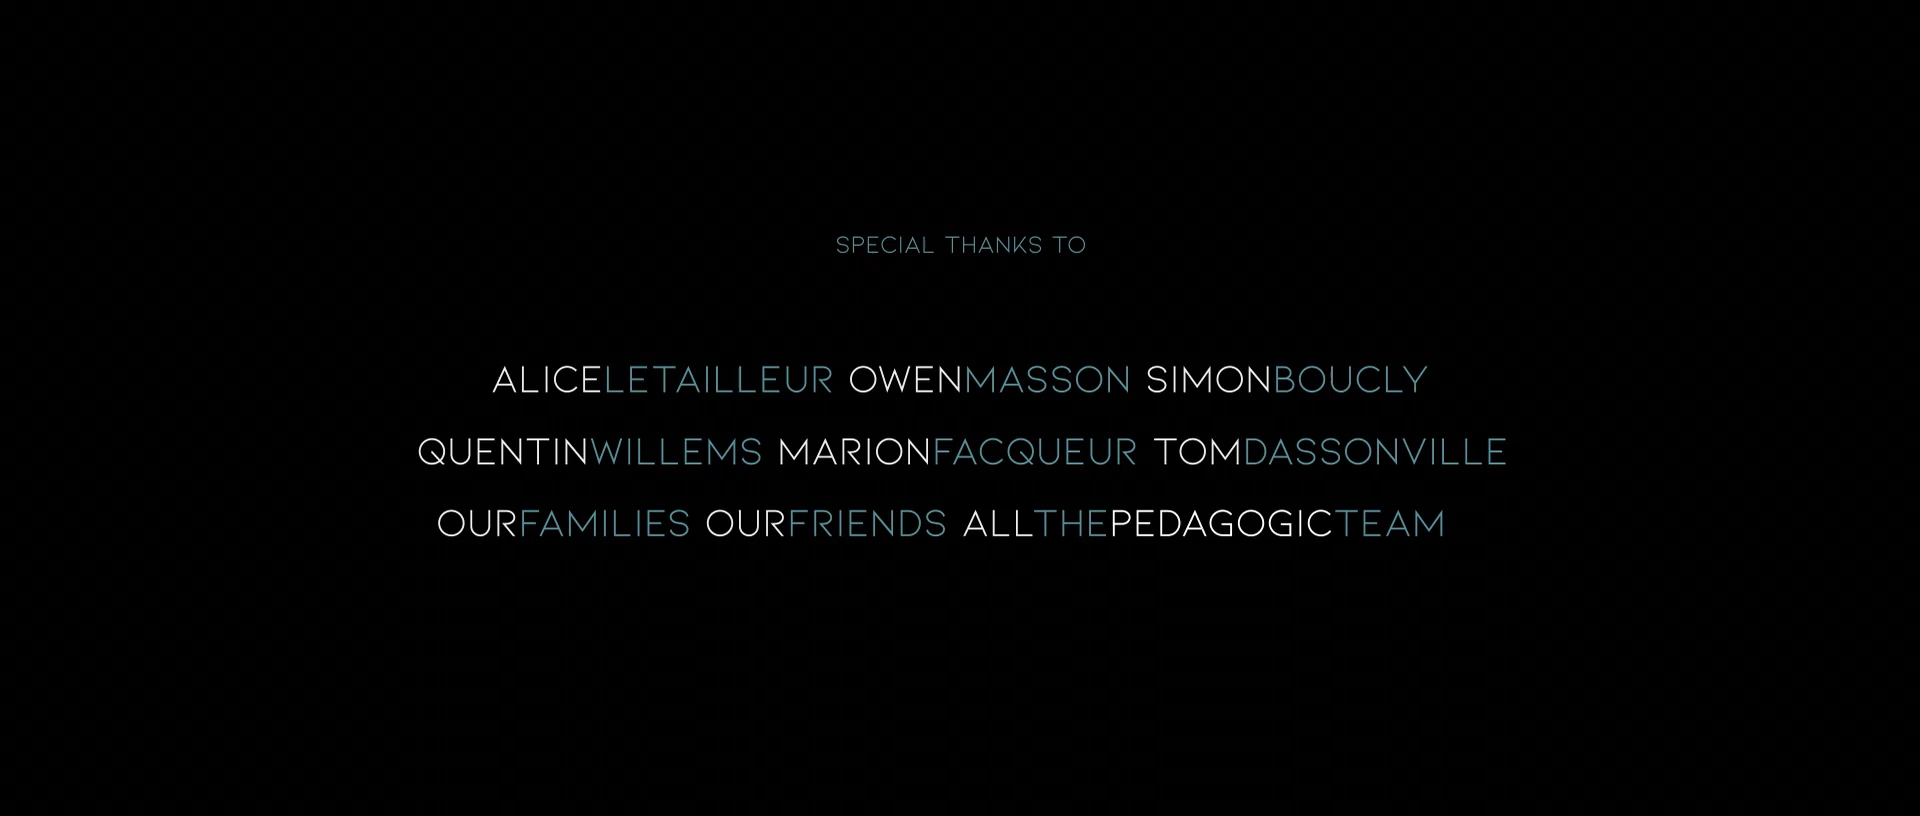 SPECIAL THANKS TO
ALICELETAILLEUR OWENMASSON SIMONBOUCLY
QUENTINWILLEMS MARIONFACQUEUR TOMDASSONVILLE
OURFAMILIES OURFRIENDS ALLTHEPEDAGOGICTEAM